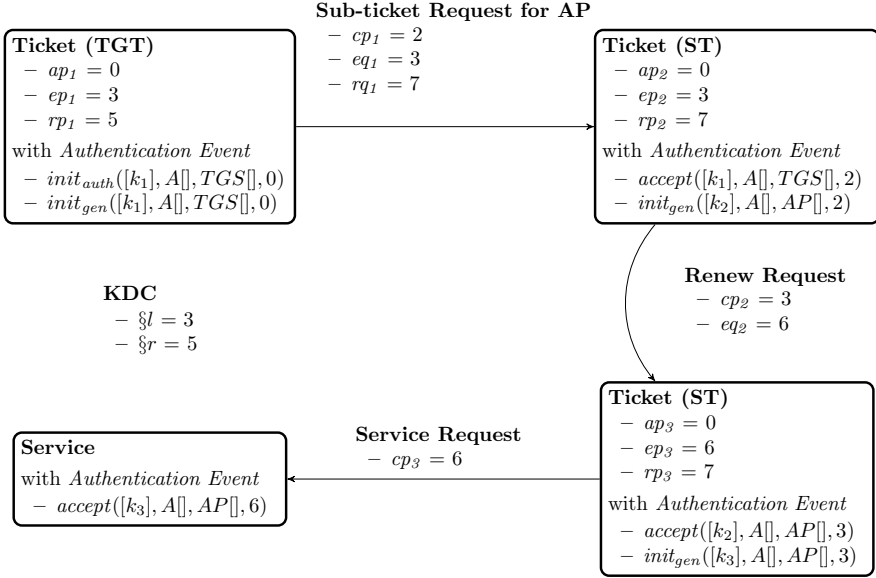 Sub-ticket Request for AP
– cp₁ = 2
– eq₁ = 3
– rq₁ = 7
Ticket (TGT)
– ap₁ = 0
– ep₁ = 3
– rp₁ = 5
with Authentication Event
– init_auth([k₁], A[], TGS[], 0)
– init_gen([k₁], A[], TGS[], 0)
Ticket (ST)
– ap₂ = 0
– ep₂ = 3
– rp₂ = 7
with Authentication Event
– accept([k₁], A[], TGS[], 2)
– init_gen([k₂], A[], AP[], 2)
Renew Request
– cp₂ = 3
– eq₂ = 6
KDC
– §l = 3
– §r = 5
Ticket (ST)
– ap₃ = 0
– ep₃ = 6
– rp₃ = 7
with Authentication Event
– accept([k₂], A[], AP[], 3)
– init_gen([k₃], A[], AP[], 3)
Service Request
– cp₃ = 6
Service
with Authentication Event
– accept([k₃], A[], AP[], 6)